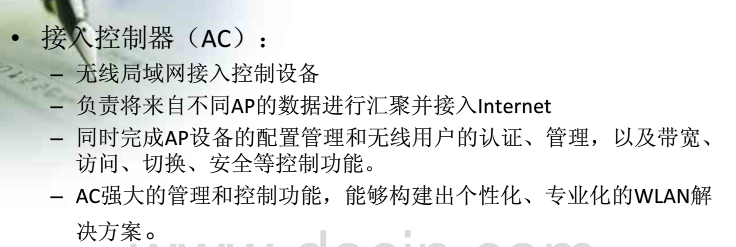 • 接入控制器（AC）：
– 无线局域网接入控制设备
– 负责将来自不同AP的数据进行汇聚并接入Internet
– 同时完成AP设备的配置管理和无线用户的认证、管理，以及带宽、
访问、切换、安全等控制功能。
– AC强大的管理和控制功能，能够构建出个性化、专业化的WLAN解
决方案。